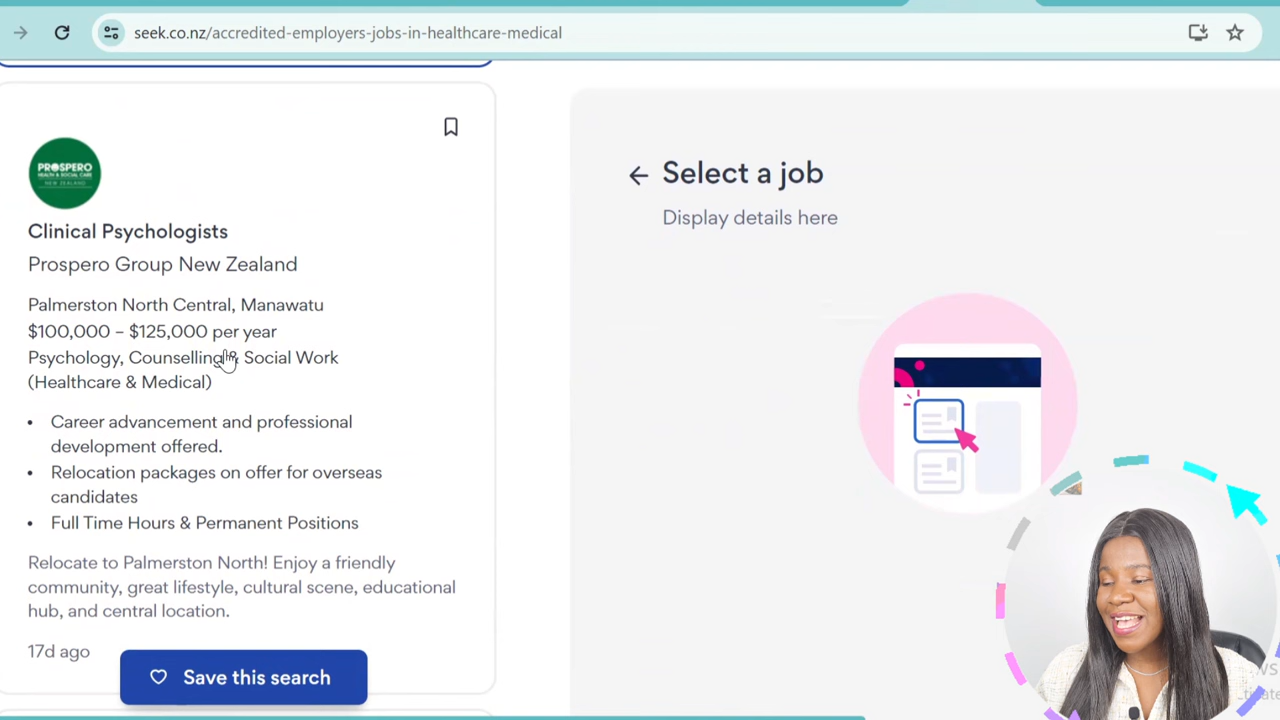 seek.co.nz/accredited-employers-jobs-in-healthcare-medical
PROSPERO
HEALTH & SOCIAL CARE
NEW ZEALAND
Clinical Psychologists
Prospero Group New Zealand
Palmerston North Central, Manawatu
$100,000 – $125,000 per year
Psychology, Counselling & Social Work
(Healthcare & Medical)
• Career advancement and professional
development offered.
• Relocation packages on offer for overseas
candidates
• Full Time Hours & Permanent Positions
Relocate to Palmerston North! Enjoy a friendly
community, great lifestyle, cultural scene, educational
hub, and central location.
17d ago
Save this search
Select a job
Display details here